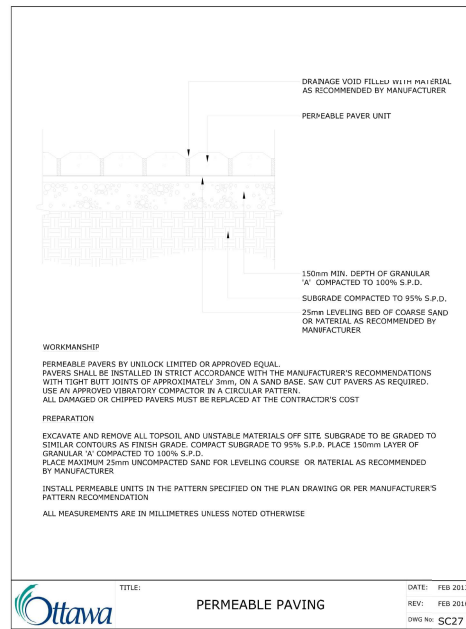 DRAINAGE VOID FILLED WITH MATERIAL
AS RECOMMENDED BY MANUFACTURER
PERMEABLE PAVER UNIT
150mm MIN. DEPTH OF GRANULAR
'A' COMPACTED TO 100% S.P.D.
SUBGRADE COMPACTED TO 95% S.P.D.
25mm LEVELING BED OF COARSE SAND
OR MATERIAL AS RECOMMENDED BY
MANUFACTURER
WORKMANSHIP
PERMEABLE PAVERS BY UNILOCK LIMITED OR APPROVED EQUAL.
PAVERS SHALL BE INSTALLED IN STRICT ACCORDANCE WITH THE MANUFACTURER'S RECOMMENDATIONS
WITH TIGHT BUTT JOINTS OF APPROXIMATELY 3mm, ON A SAND BASE. SAW CUT PAVERS AS REQUIRED.
USE AN APPROVED VIBRATORY COMPACTOR IN A CIRCULAR PATTERN.
ALL DAMAGED OR CHIPPED PAVERS MUST BE REPLACED AT THE CONTRACTOR'S COST
PREPARATION
EXCAVATE AND REMOVE ALL TOPSOIL AND UNSTABLE MATERIALS OFF SITE. SUBGRADE TO BE GRADED TO
SIMILAR CONTOURS AS FINISH GRADE. COMPACT SUBGRADE TO 95% S.P.D. PLACE 150mm LAYER OF
GRANULAR 'A' COMPACTED TO 100% S.P.D.
PLACE MAXIMUM 25mm UNCOMPACTED SAND FOR LEVELING COURSE OR MATERIAL AS RECOMMENDED
BY MANUFACTURER
INSTALL PERMEABLE UNITS IN THE PATTERN SPECIFIED ON THE PLAN DRAWING OR PER MANUFACTURER'S
PATTERN RECOMMENDATION
ALL MEASUREMENTS ARE IN MILLIMETRES UNLESS NOTED OTHERWISE
Ottawa
TITLE:
PERMEABLE PAVING
DATE: FEB
REV: FEB
DWG No: SC27